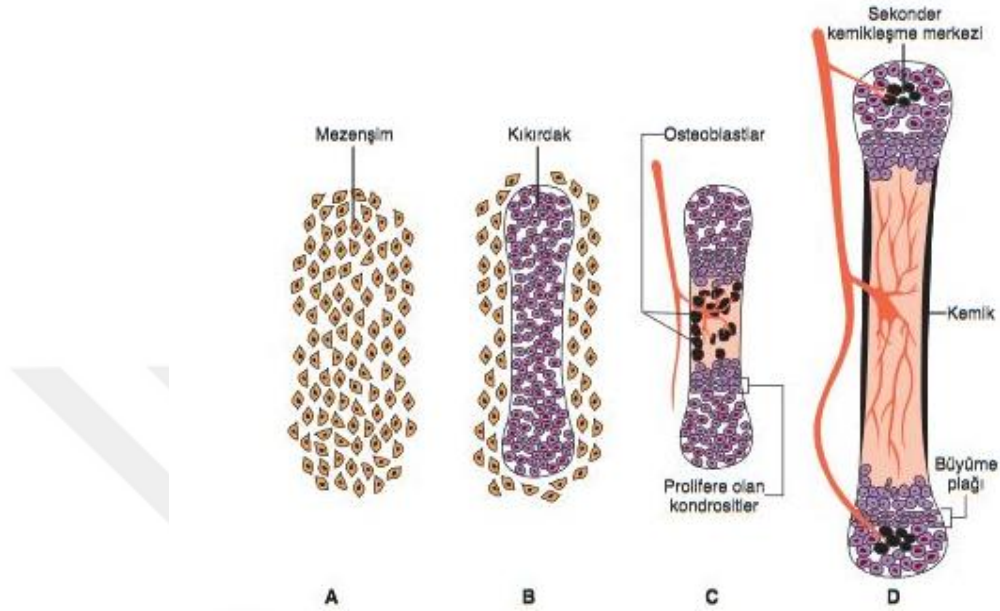 Sekonder
kemikleşme merkezi
Mezenşim
Kıkırdak
Osteoblastlar
Kemik
Büyüme
plağı
Prolifere olan
kondrositler
A
B
C
D